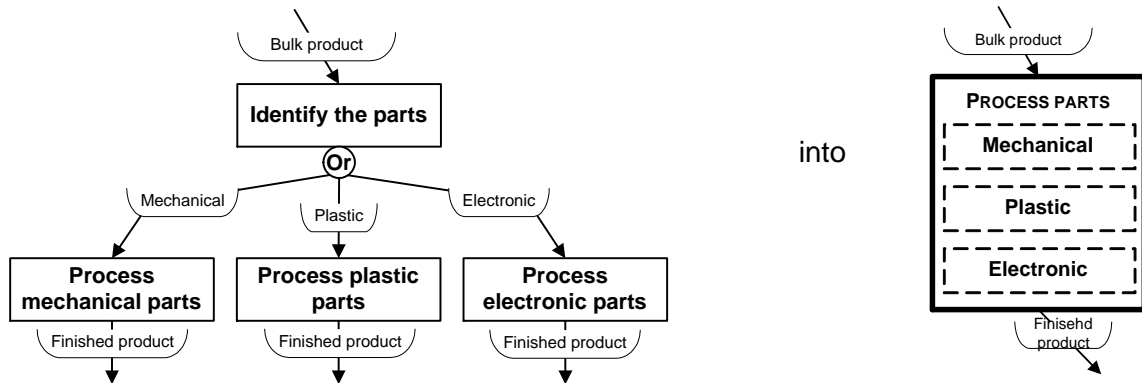 Bulk product
Identify the parts
Or
Mechanical
Plastic
Electronic
Process
mechanical parts
Process plastic
parts
Process
electronic parts
Finished product
Finished product
Finished product
into
Bulk product
PROCESS PARTS
Mechanical
Plastic
Electronic
Finisehd
product